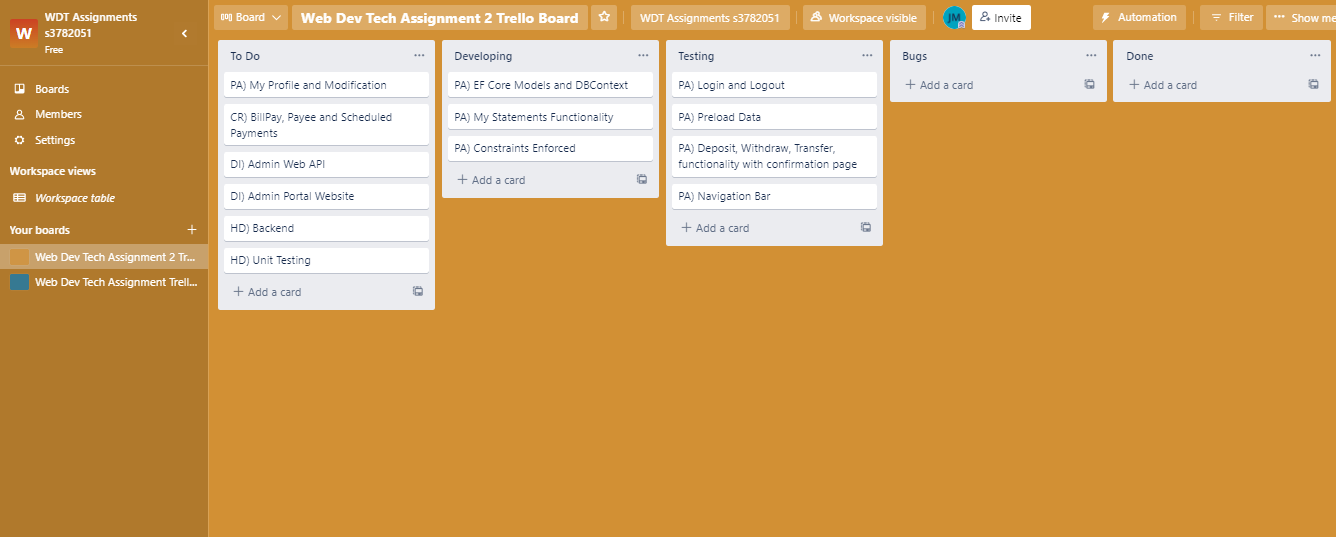 W
WDT Assignments
s3782051
Free
Boards
Members
Settings
Workspace views
Workspace table
Your boards
Web Dev Tech Assignment 2 Tr...
Web Dev Tech Assignment Trell...
Board
Web Dev Tech Assignment 2 Trello Board
WDT Assignments s3782051
Workspace visible
JM
Invite
Automation
Filter
Show me
To Do
PA) My Profile and Modification
CR) BillPay, Payee and Scheduled
Payments
DI) Admin Web API
DI) Admin Portal Website
HD) Backend
HD) Unit Testing
+ Add a card
Developing
PA) EF Core Models and DBContext
PA) My Statements Functionality
PA) Constraints Enforced
+ Add a card
Testing
PA) Login and Logout
PA) Preload Data
PA) Deposit, Withdraw, Transfer,
functionality with confirmation page
PA) Navigation Bar
+ Add a card
Bugs
+ Add a card
Done
+ Add a card